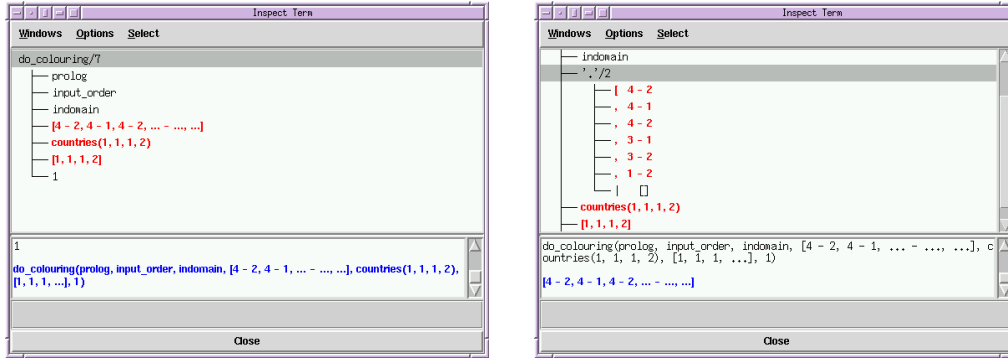 Inspect Term
Windows Options Select
do_colouring/7
prolog
input_order
indomain
[4 - 2, 4 - 1, 4 - 2, ... - ..., ...]
countries(1, 1, 1, 2)
[1, 1, 1, 2]
1
1
do_colouring(prolog, input_order, indomain, [4 - 2, 4 - 1, ... - ..., ...], countries(1, 1, 1, 2),
[1, 1, 1, ...], 1)
Close
Inspect Term
Windows Options Select
indomain
'.'/2
[ 4 - 2
, 4 - 1
, 4 - 2
, 3 - 1
, 3 - 2
, 1 - 2
| []
countries(1, 1, 1, 2)
[1, 1, 1, 2]
do_colouring(prolog, input_order, indomain, [4 - 2, 4 - 1, ... - ..., ...], c
ountries(1, 1, 1, 2), [1, 1, 1, ...], 1)
[4 - 2, 4 - 1, 4 - 2, ... - ..., ...]
Close